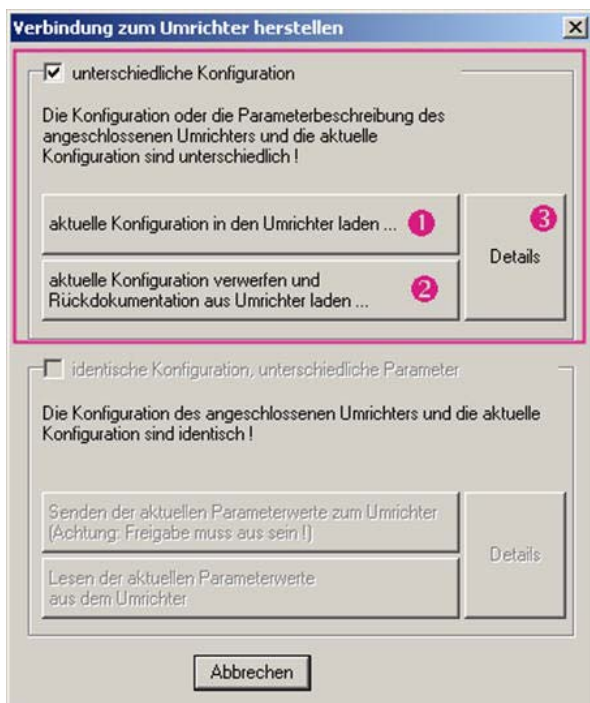 Verbindung zum Umrichter herstellen
unterschiedliche Konfiguration
Die Konfiguration oder die Parameterbeschreibung des
angeschlossenen Umrichters und die aktuelle
Konfiguration sind unterschiedlich !
aktuelle Konfiguration in den Umrichter laden ... 1
3
Details
aktuelle Konfiguration verwerfen und
Rückdokumentation aus Umrichter laden ... 2
identische Konfiguration, unterschiedliche Parameter
Die Konfiguration des angeschlossenen Umrichters und die aktuelle
Konfiguration sind identisch !
Senden der aktuellen Parameterwerte zum Umrichter
(Achtung: Freigabe muss aus sein !)
Details
Lesen der aktuellen Parameterwerte
aus dem Umrichter
Abbrechen